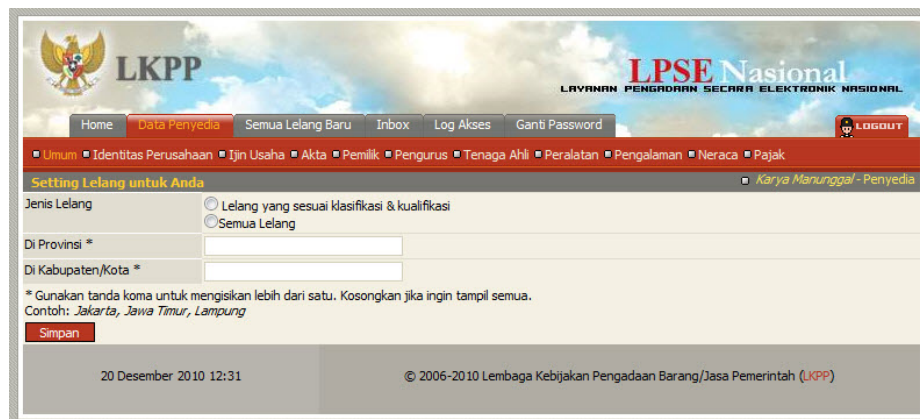 LKPP
LPSE Nasional
LAYANAN PENGADAAN SECARA ELEKTRONIK NASIONAL
Home Data Penyedia Semua Lelang Baru Inbox Log Akses Ganti Password LOGOUT
Umum Identitas Perusahaan Ijin Usaha Akta Pemilik Pengurus Tenaga Ahli Peralatan Pengalaman Neraca Pajak
Setting Lelang untuk Anda Karya Manunggal - Penyedia
Jenis Lelang Lelang yang sesuai klasifikasi & kualifikasi
Semua Lelang
Di Provinsi *
Di Kabupaten/Kota *
* Gunakan tanda koma untuk mengisikan lebih dari satu. Kosongkan jika ingin tampil semua.
Contoh: Jakarta, Jawa Timur, Lampung
Simpan
20 Desember 2010 12:31 © 2006-2010 Lembaga Kebijakan Pengadaan Barang/Jasa Pemerintah (LKPP)